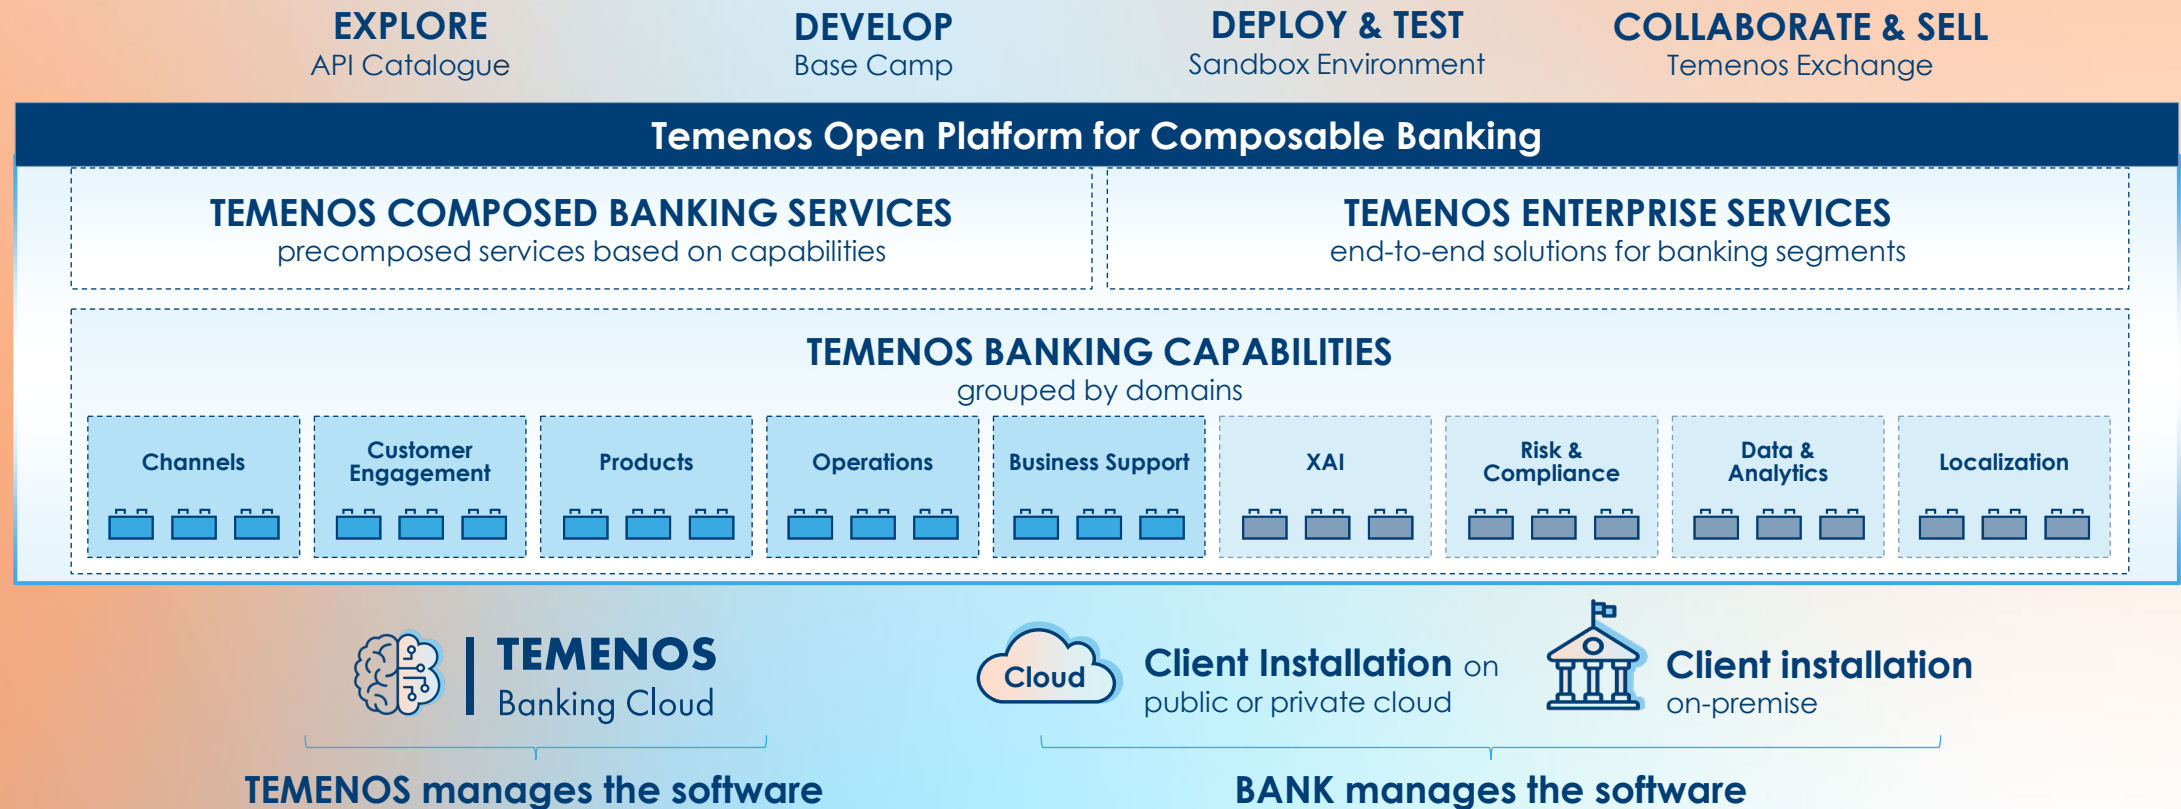 EXPLORE
API Catalogue
DEVELOP
Base Camp
DEPLOY & TEST
Sandbox Environment
COLLABORATE & SELL
Temenos Exchange
Temenos Open Platform for Composable Banking
TEMENOS COMPOSED BANKING SERVICES
precomposed services based on capabilities
TEMENOS ENTERPRISE SERVICES
end-to-end solutions for banking segments
TEMENOS BANKING CAPABILITIES
grouped by domains
Channels
Customer
Engagement
Products
Operations
Business Support
XAI
Risk &
Compliance
Data &
Analytics
Localization
TEMENOS
Banking Cloud
Cloud
Client Installation on
public or private cloud
Client installation
on-premise
TEMENOS manages the software
BANK manages the software